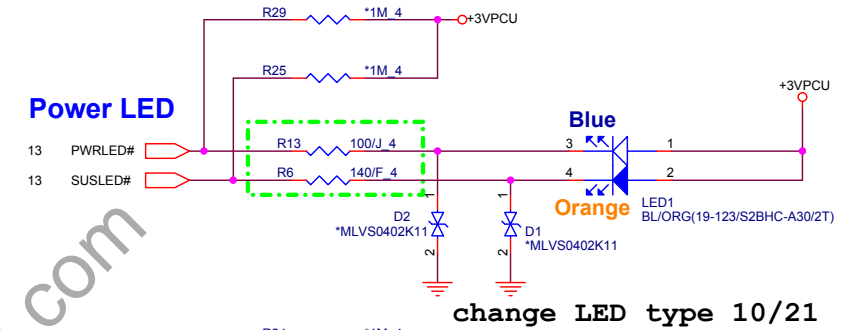 R29 *1M_4 +3VPCU
R25 *1M_4
+3VPCU
Power LED
Blue
13 PWRLED# R13 100/J_4 3 1
13 SUSLED# R6 140/F_4 4 2
Orange LED1
BL/ORG(19-123/S2BHC-A30/2T)
1 1
D2 D1
*MLVS0402K11 *MLVS0402K11
2 2
com
change LED type 10/21